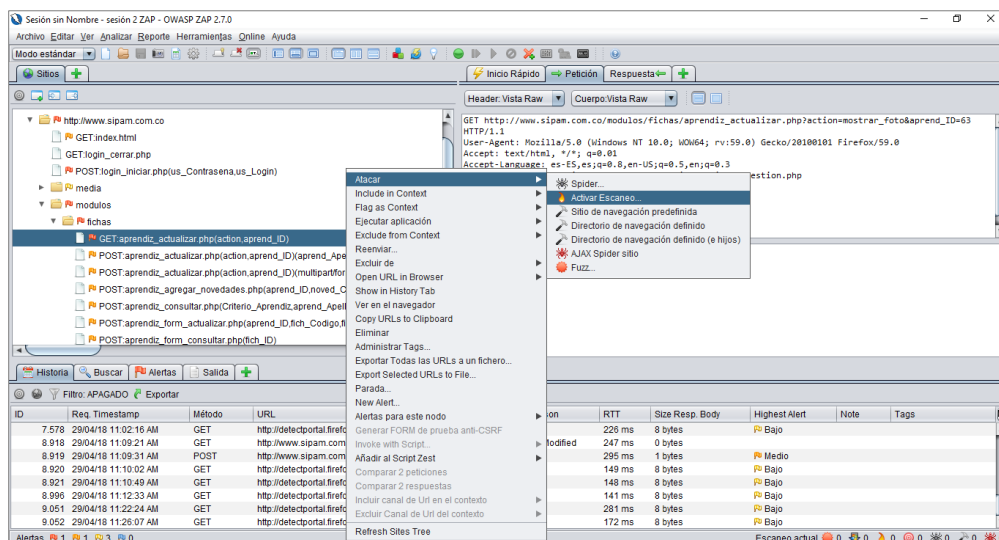 Sesión sin Nombre - sesión 2 ZAP - OWASP ZAP 2.7.0
Archivo Editar Ver Analizar Reporte Herramientas Online Ayuda
Modo estándar
Sitios
Inicio Rápido Petición Respuesta
Header: Vista Raw Cuerpo:Vista Raw
http://www.sipam.com.co
GET:index.html
GET:login_cerrar.php
POST:login_iniciar.php(us_Contrasena,us_Login)
media
modulos
fichas
GET:aprendiz_actualizar.php(action,aprend_ID)
POST:aprendiz_actualizar.php(action,aprend_ID)(aprend_Ape
POST:aprendiz_actualizar.php(action,aprend_ID)(multipart/for
POST:aprendiz_agregar_novedades.php(aprend_ID,noved_C
POST:aprendiz_consultar.php(Criterio_Aprendiz,aprend_Apell
POST:aprendiz_form_actualizar.php(aprend_ID,fich_Codigo,fi
POST:aprendiz_form_consultar.php(fich_ID)
GET http://www.sipam.com.co/modulos/fichas/aprendiz_actualizar.php?action=mostrar_foto&aprend_ID=63
HTTP/1.1
User-Agent: Mozilla/5.0 (Windows NT 10.0; WOW64; rv:59.0) Gecko/20100101 Firefox/59.0
Accept: text/html, */*; q=0.01
Accept-Language: es-ES,es;q=0.8,en-US;q=0.5,en;q=0.3
estion.php
Atacar
Include in Context
Flag as Context
Ejecutar aplicación
Exclude from Context
Reenviar...
Excluir de
Open URL in Browser
Show in History Tab
Ver en el navegador
Copy URLs to Clipboard
Eliminar
Administrar Tags...
Exportar Todas las URLs a un fichero...
Export Selected URLs to File...
Parada...
New Alert...
Alertas para este nodo
Generar FORM de prueba anti-CSRF
Invoke with Script...
Añadir al Script Zest
Comparar 2 peticiones
Comparar 2 respuestas
Incluir canal de Url en el contexto
Excluir Canal de Url del contexto
Refresh Sites Tree
Spider...
Activar Escaneo...
Sitio de navegación predefinida
Directorio de navegación definido
Directorio de navegación definido (e hijos)
AJAX Spider sitio
Fuzz...
Historia Buscar Alertas Salida
Filtro: APAGADO Exportar
ID Req. Timestamp Método URL son RTT Size Resp. Body Highest Alert Note Tags
7.578 29/04/18 11:02:16 AM GET http://detectportal.firefo 226 ms 8 bytes Bajo
8.918 29/04/18 11:09:21 AM GET http://www.sipam.com Modified 247 ms 0 bytes
8.919 29/04/18 11:09:31 AM POST http://www.sipam.com 295 ms 1 bytes Medio
8.920 29/04/18 11:10:02 AM GET http://detectportal.firefo 149 ms 8 bytes Bajo
8.921 29/04/18 11:10:49 AM GET http://detectportal.firefo 148 ms 8 bytes Bajo
8.996 29/04/18 11:12:33 AM GET http://detectportal.firefo 141 ms 8 bytes Bajo
9.051 29/04/18 11:22:24 AM GET http://detectportal.firefo 281 ms 8 bytes Bajo
9.052 29/04/18 11:26:07 AM GET http://detectportal.firefo 172 ms 8 bytes Bajo
Alertas 1 1 3 0 Escaneo actual 0 0 0 0 0 0